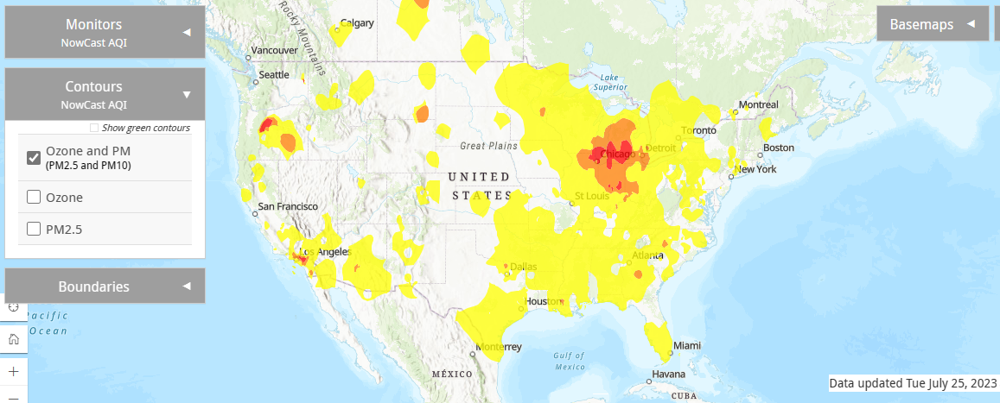 Monitors
NowCast AQI
Contours
NowCast AQI
Show green contours
Ozone and PM
(PM2.5 and PM10)
Ozone
PM2.5
Boundaries
Basemaps
Calgary
Rocky Mountains
Vancouver
Seattle
Lake
Superior
Montreal
Toronto
Great Plains
Chicago
Detroit
Boston
UNITED
STATES
New York
St Louis
San Francisco
Los Angeles
Atlanta
Dallas
Houston
Pacific
Ocean
Monterrey
Miami
Gulf of
Mexico
MÉXICO
Havana
CUBA
Data updated Tue July 25, 2023